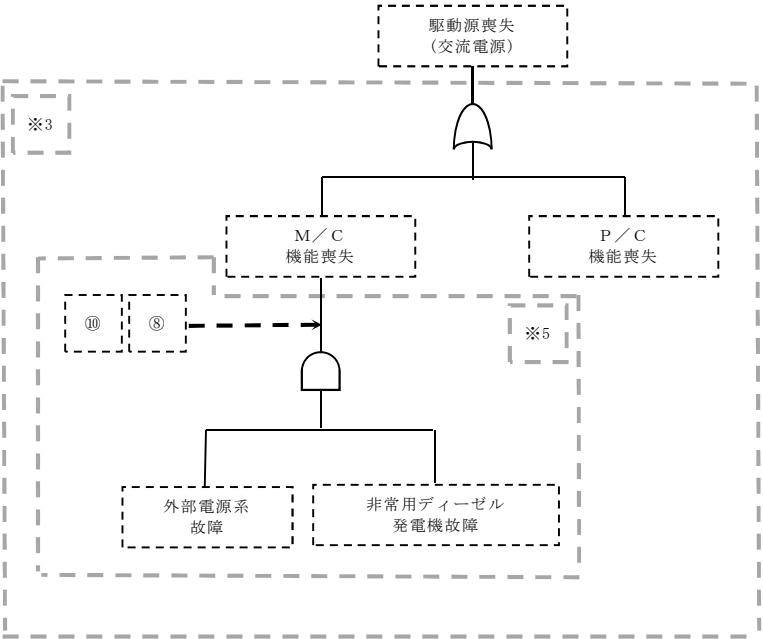 駆動源喪失
(交流電源)
※3
M／C
機能喪失
P／C
機能喪失
⑩
⑧
※5
外部電源系
故障
非常用ディーゼル
発電機故障